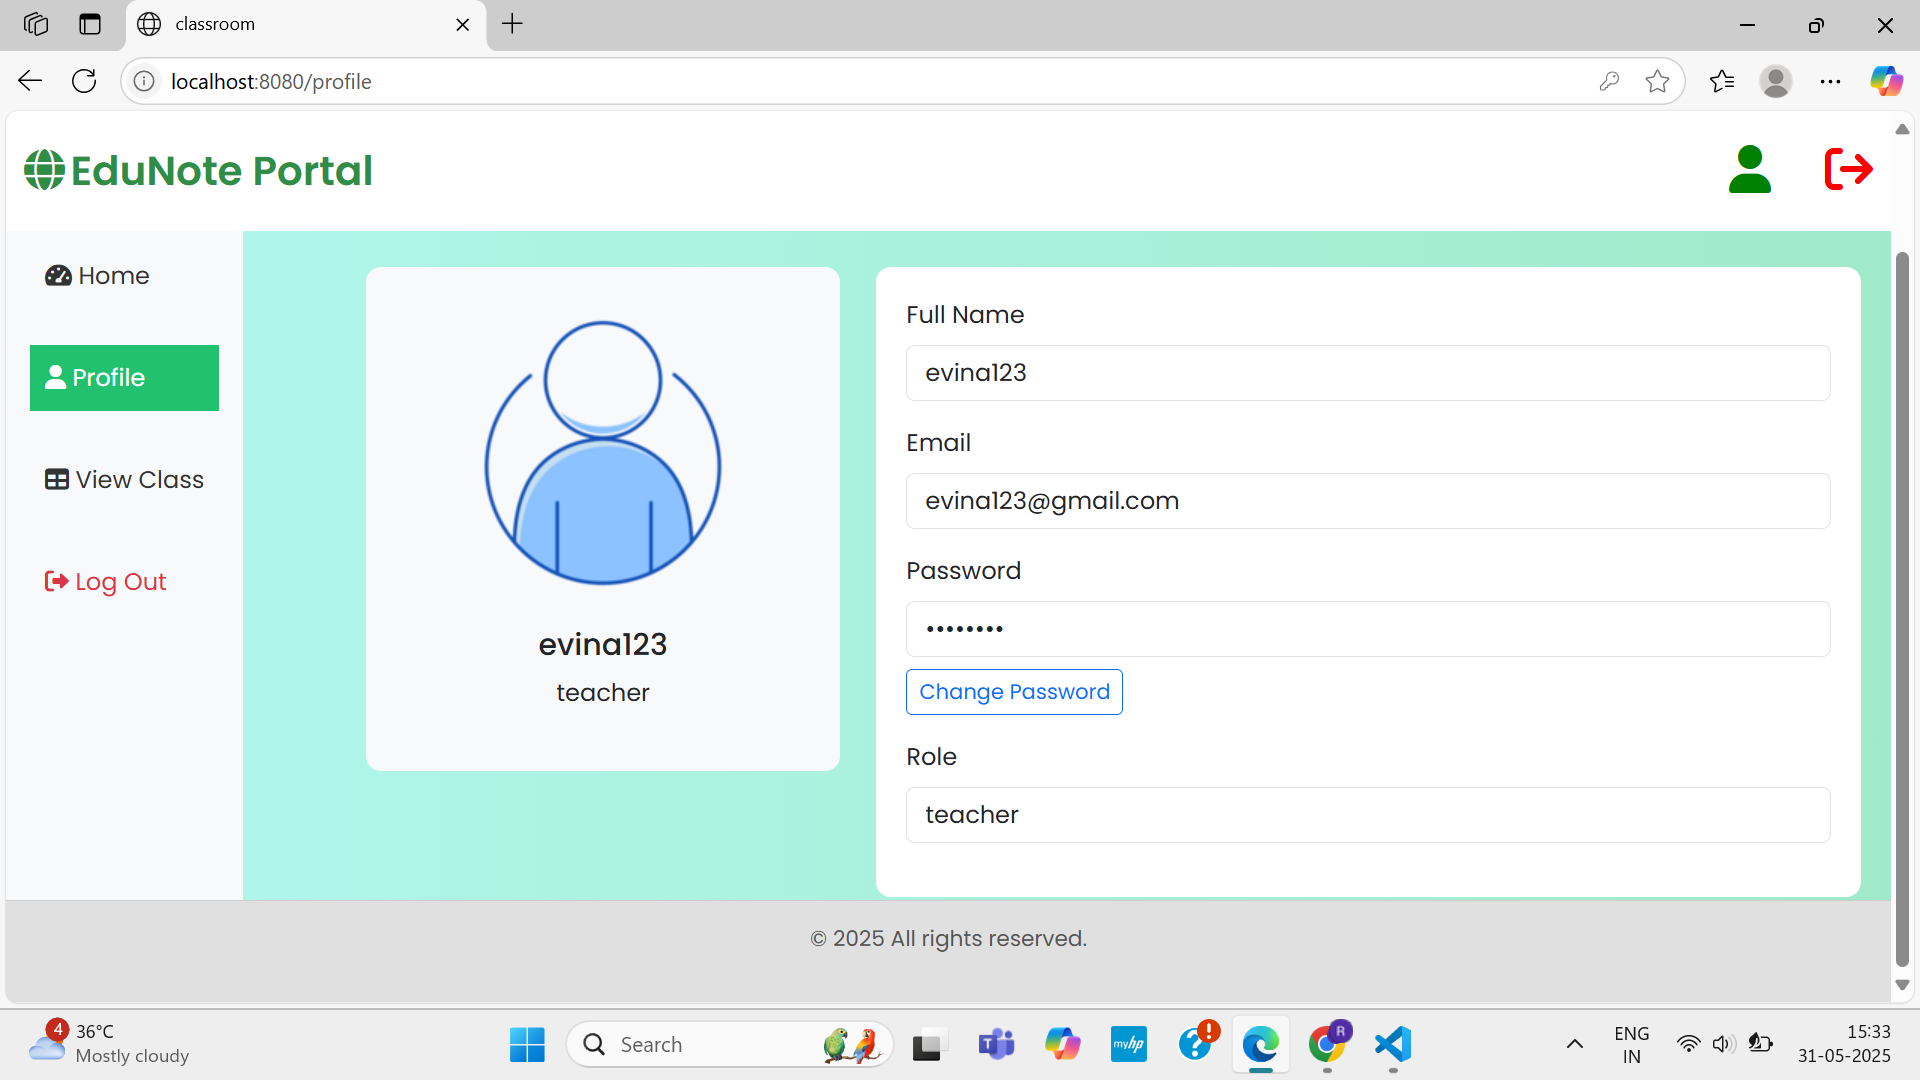 classroom
localhost:8080/profile
EduNote Portal
Home
Profile
View Class
Log Out
evina123
teacher
Full Name
evina123
Email
evina123@gmail.com
Password
••••••••
Change Password
Role
teacher
© 2025 All rights reserved.
4
36°C
Mostly cloudy
Search
T
myhp
?
!
R
ENG
IN
15:33
31-05-2025